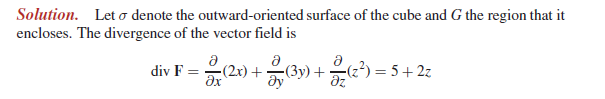 Solution. Let σ denote the outward-oriented surface of the cube and G the region that it
encloses. The divergence of the vector field is
div F = ∂/∂x (2x) + ∂/∂y (3y) + ∂/∂z (z²) = 5 + 2z